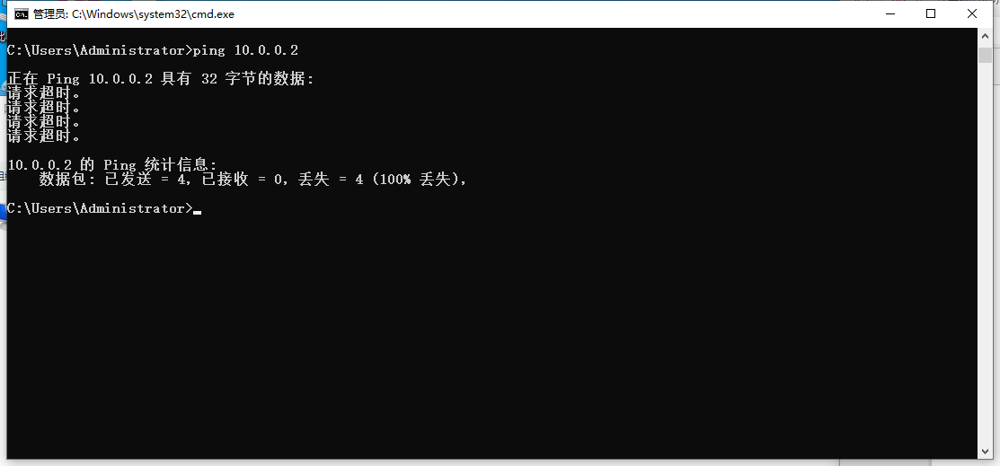 管理员: C:\Windows\system32\cmd.exe
C:\Users\Administrator>ping 10.0.0.2
正在 Ping 10.0.0.2 具有 32 字节的数据:
请求超时。
请求超时。
请求超时。
请求超时。
10.0.0.2 的 Ping 统计信息:
数据包: 已发送 = 4，已接收 = 0，丢失 = 4 (100% 丢失)，
C:\Users\Administrator>